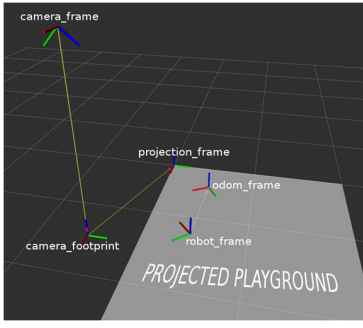 camera_frame
projection_frame
odom_frame
camera_footprint
robot_frame
PROJECTED PLAYGROUND